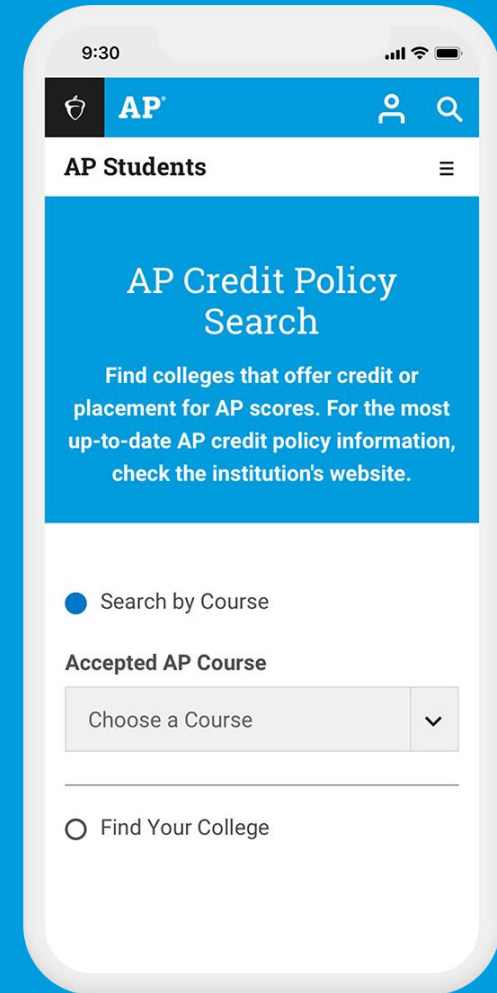 9:30
AP®
AP Students
AP Credit Policy
Search
Find colleges that offer credit or
placement for AP scores. For the most
up-to-date AP credit policy information,
check the institution's website.
Search by Course
Accepted AP Course
Choose a Course
Find Your College